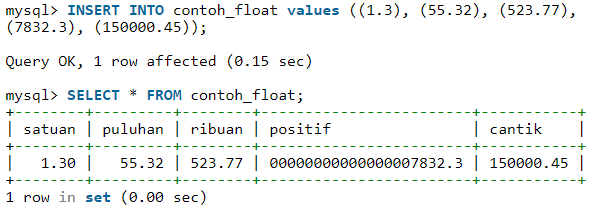 mysql> INSERT INTO contoh_float values ((1.3), (55.32), (523.77),
(7832.3), (150000.45));
Query OK, 1 row affected (0.15 sec)
mysql> SELECT * FROM contoh_float;
+--------+---------+--------+----------------------+-----------+
| satuan | puluhan | ribuan | positif              | cantik    |
+--------+---------+--------+----------------------+-----------+
|   1.30 |   55.32 | 523.77 | 00000000000000007832.3 | 150000.45 |
+--------+---------+--------+----------------------+-----------+
1 row in set (0.00 sec)